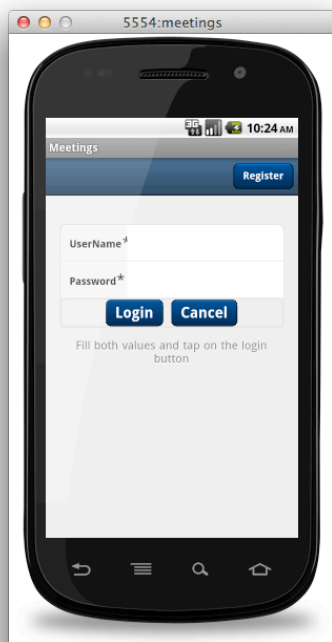 5554:meetings
3G 10:24 AM
Meetings
Register
UserName*
Password*
Login Cancel
Fill both values and tap on the login
button